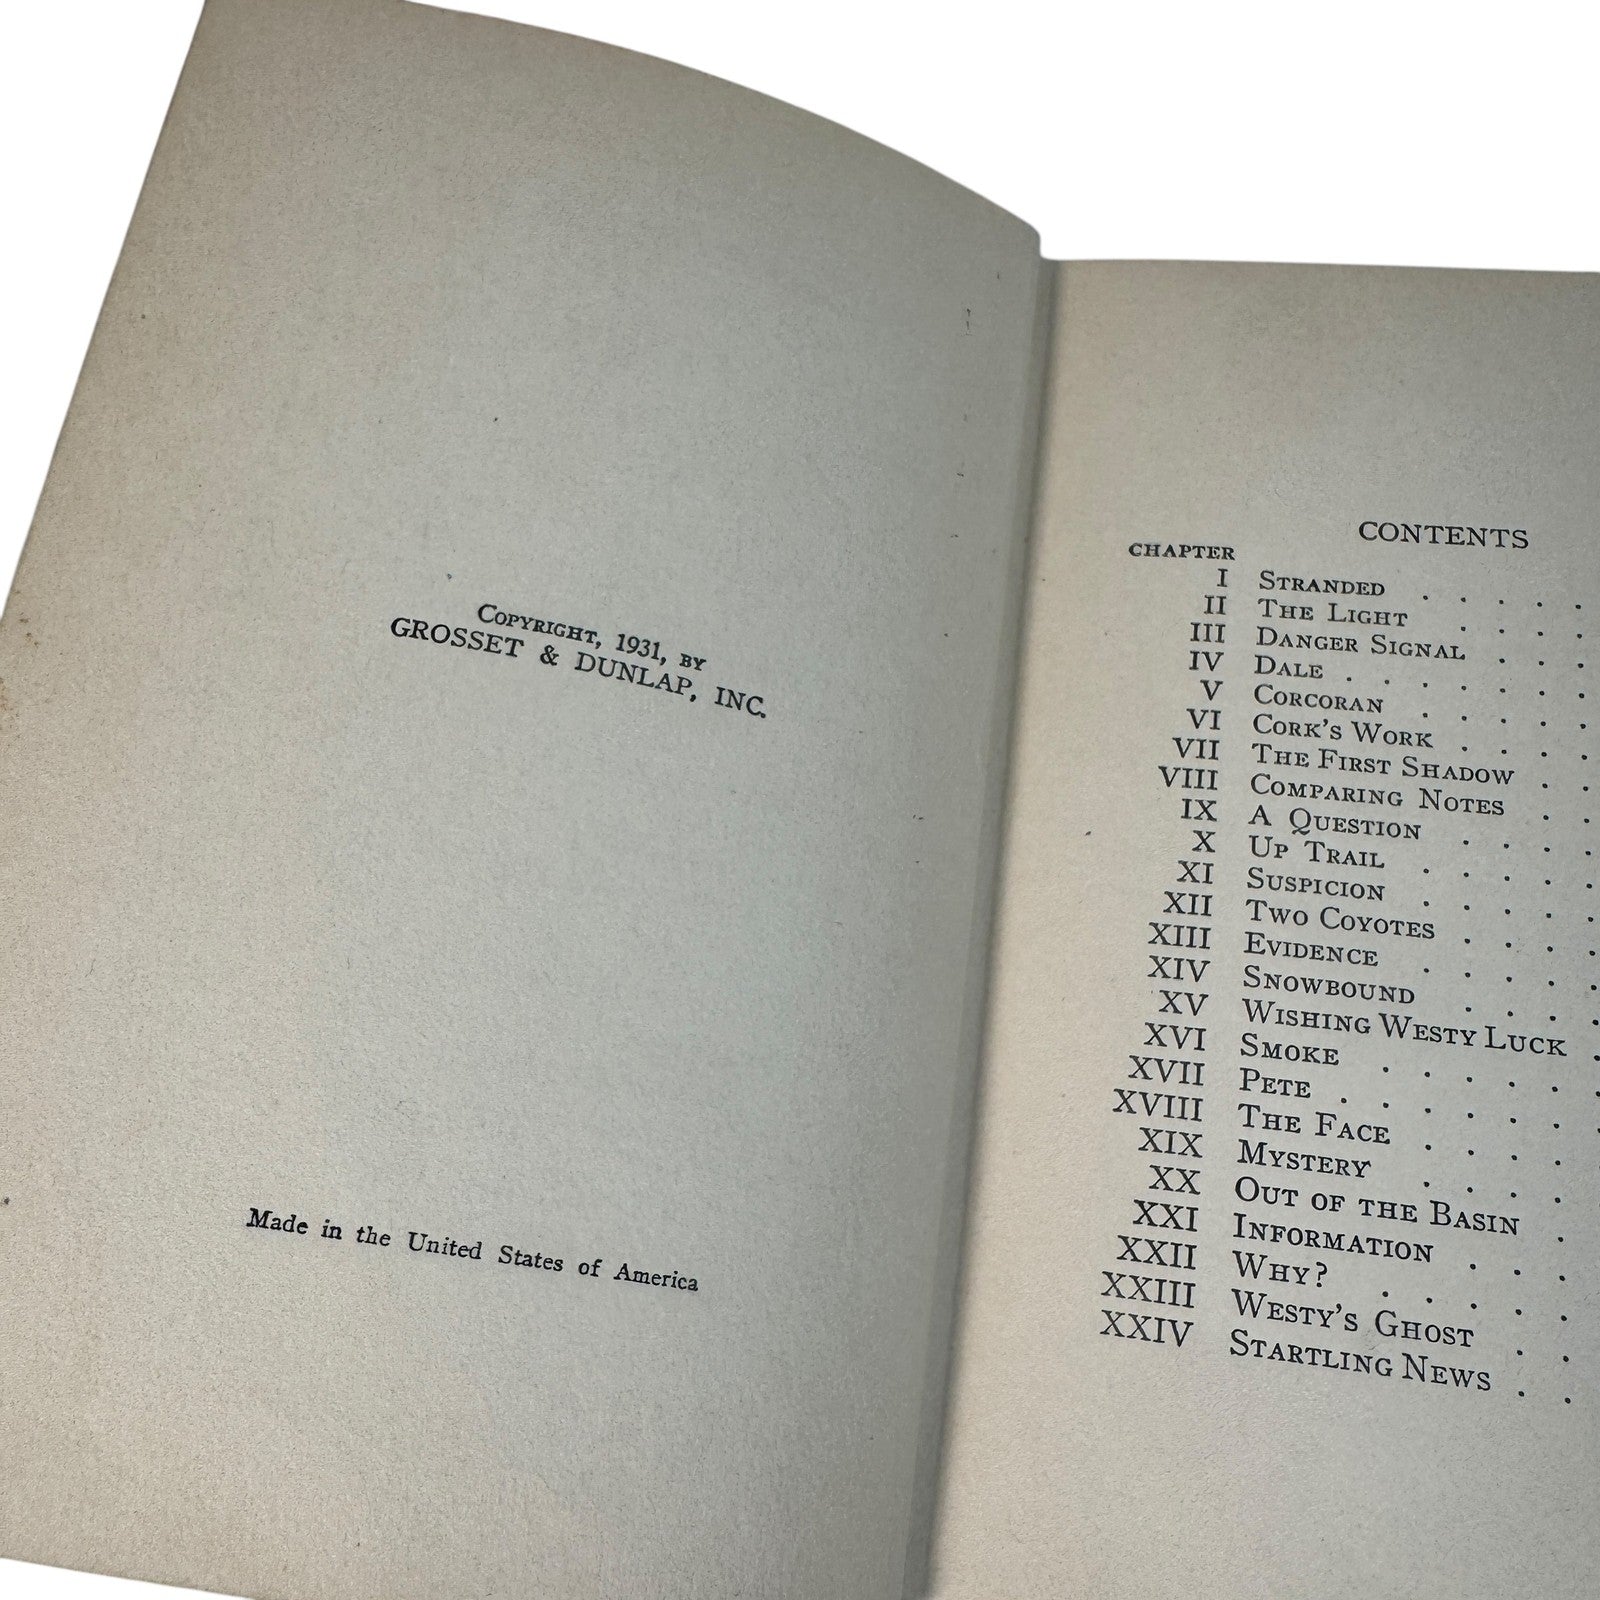 Copyright, 1931, by
GROSSET & DUNLAP, INC.
Made in the United States of America
CONTENTS
CHAPTER
I Stranded . . . . .
II The Light . . . .
III Danger Signal . . .
IV Dale . . . . . . .
V Corcoran . . . . .
VI Cork's Work . . . .
VII The First Shadow . .
VIII Comparing Notes . .
IX A Question . . . .
X Up Trail . . . . .
XI Suspicion . . . . .
XII Two Coyotes . . . .
XIII Evidence . . . . .
XIV Snowbound . . . .
XV Wishing Westy Luck .
XVI Smoke . . . . . .
XVII Pete . . . . . . .
XVIII The Face . . . . .
XIX Mystery . . . .
XX Out of the Basin .
XXI Information . . .
XXII Why? . . . . .
XXIII Westy's Ghost . .
XXIV Startling News . .